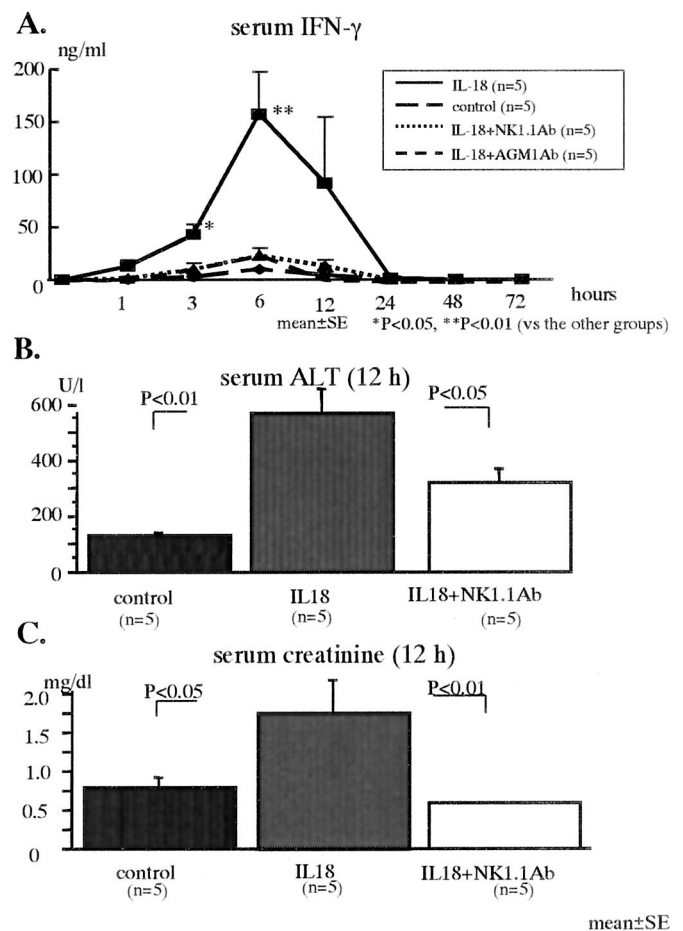 A.
serum IFN-γ
ng/ml
200
150
100
50
0
IL-18 (n=5)
control (n=5)
IL-18+NK1.1Ab (n=5)
IL-18+AGM1Ab (n=5)
1 3 6 12 24 48 72 hours
mean±SE *P<0.05, **P<0.01 (vs the other groups)
*
**
B.
serum ALT (12 h)
U/l
600
400
200
0
P<0.01
P<0.05
control IL18 IL18+NK1.1Ab
(n=5) (n=5) (n=5)
C.
serum creatinine (12 h)
mg/dl
2.0
1.5
1.0
0.5
0
P<0.05
P<0.01
control IL18 IL18+NK1.1Ab
(n=5) (n=5) (n=5)
mean±SE